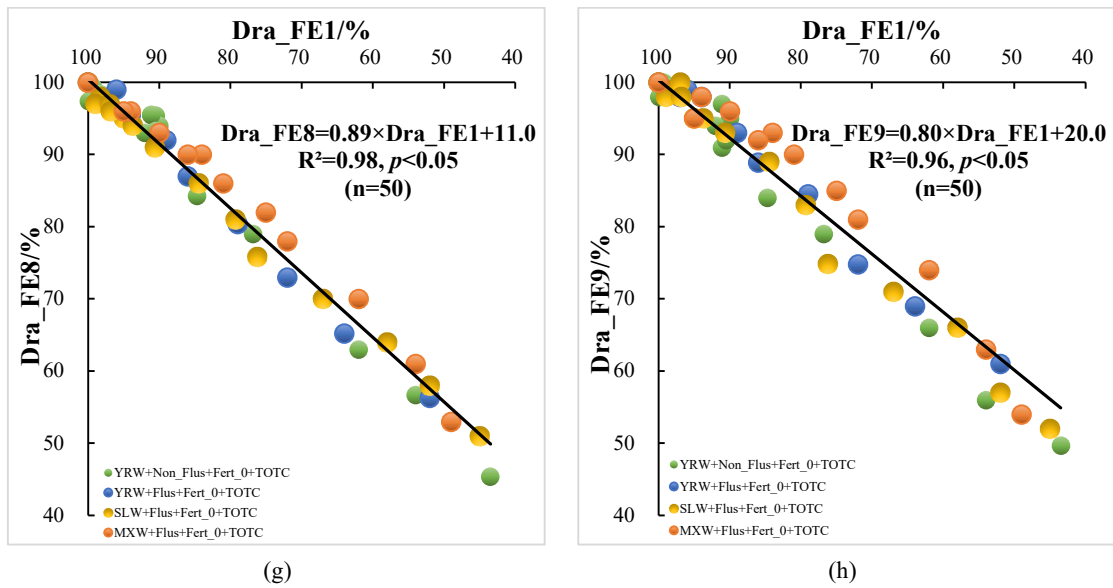 Dra_FE1/%
100 90 80 70 60 50 40
100
90
80
70
60
50
40
Dra_FE8/%
Dra_FE8=0.89×Dra_FE1+11.0
R²=0.98, p<0.05
(n=50)
YRW+Non_Flus+Fert_0+TOTC
YRW+Flus+Fert_0+TOTC
SLW+Flus+Fert_0+TOTC
MXW+Flus+Fert_0+TOTC
(g)
Dra_FE1/%
100 90 80 70 60 50 40
100
90
80
70
60
50
40
Dra_FE9/%
Dra_FE9=0.80×Dra_FE1+20.0
R²=0.96, p<0.05
(n=50)
YRW+Non_Flus+Fert_0+TOTC
YRW+Flus+Fert_0+TOTC
SLW+Flus+Fert_0+TOTC
MXW+Flus+Fert_0+TOTC
(h)